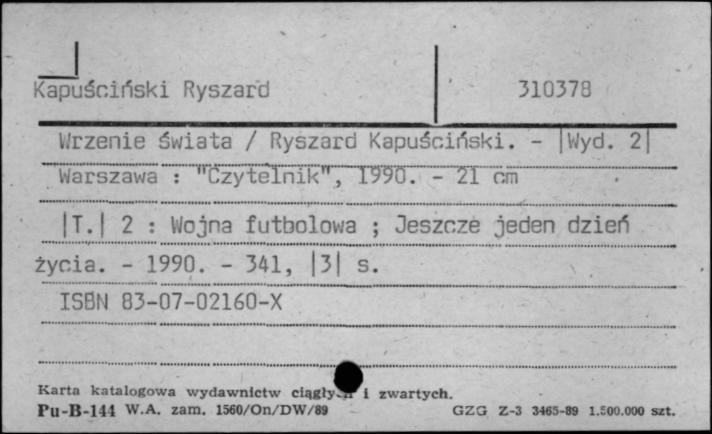 Kapuściński Ryszard 310378
Wrzenie świata / Ryszard Kapuściński. - |Wyd. 2|
Warszawa : "Czytelnik", 1990. - 21 cm
|T.| 2 : Wojna futbolowa ; Jeszcze jeden dzień
życia. - 1990. - 341, |3| s.
ISBN 83-07-02160-X
Karta katalogowa wydawnictw ciągłych i zwartych.
Pu-B-144 W.A. zam. 1560/On/DW/89 GZG Z-3 3465-89 1.500.000 szt.